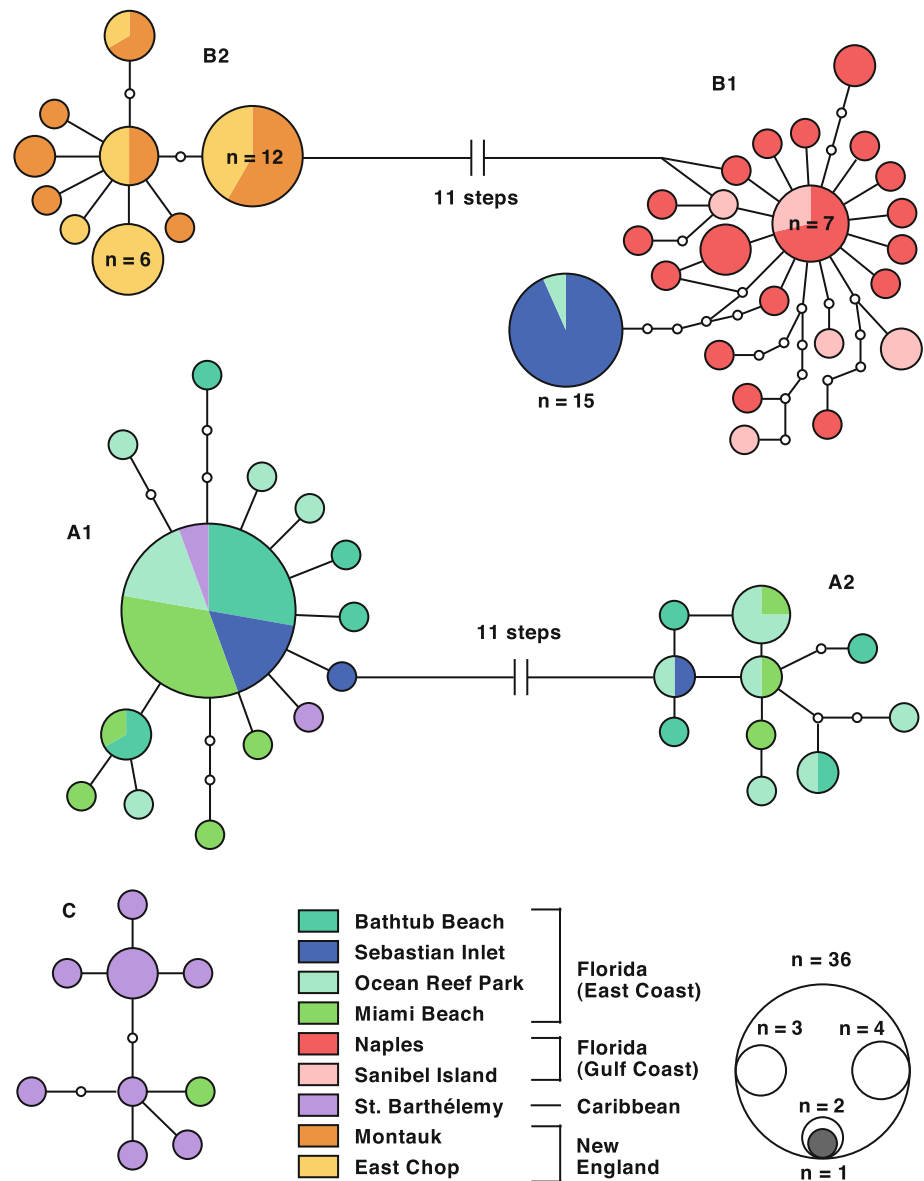 B2
B1
n = 12
11 steps
n = 7
n = 6
n = 15
A1
A2
11 steps
C
Bathtub Beach
Sebastian Inlet
Ocean Reef Park
Miami Beach
Florida
(East Coast)
Naples
Sanibel Island
Florida
(Gulf Coast)
St. Barthélemy
Caribbean
Montauk
East Chop
New
England
n = 36
n = 3
n = 4
n = 2
n = 1